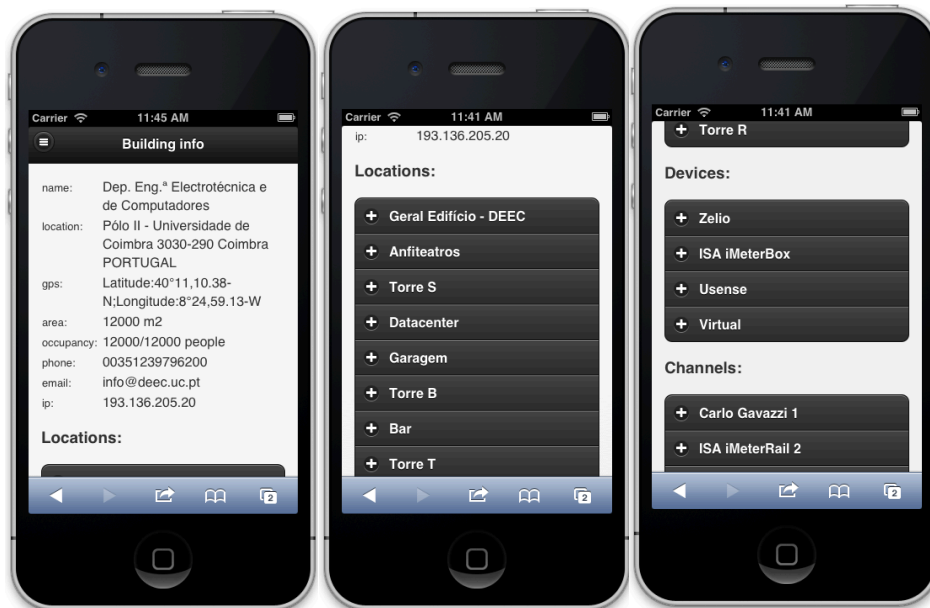 Carrier 11:45 AM
Building info
name: Dep. Eng.ª Electrotécnica e
de Computadores
location: Pólo II - Universidade de
Coimbra 3030-290 Coimbra
PORTUGAL
gps: Latitude:40°11,10.38-
N;Longitude:8°24,59.13-W
area: 12000 m2
occupancy: 12000/12000 people
phone: 00351239796200
email: info@deec.uc.pt
ip: 193.136.205.20
Locations:
2
Carrier 11:41 AM
ip: 193.136.205.20
Locations:
Geral Edifício - DEEC
Anfiteatros
Torre S
Datacenter
Garagem
Torre B
Bar
Torre T
2
Carrier 11:41 AM
Torre R
Devices:
Zelio
ISA iMeterBox
Usense
Virtual
Channels:
Carlo Gavazzi 1
ISA iMeterRail 2
2